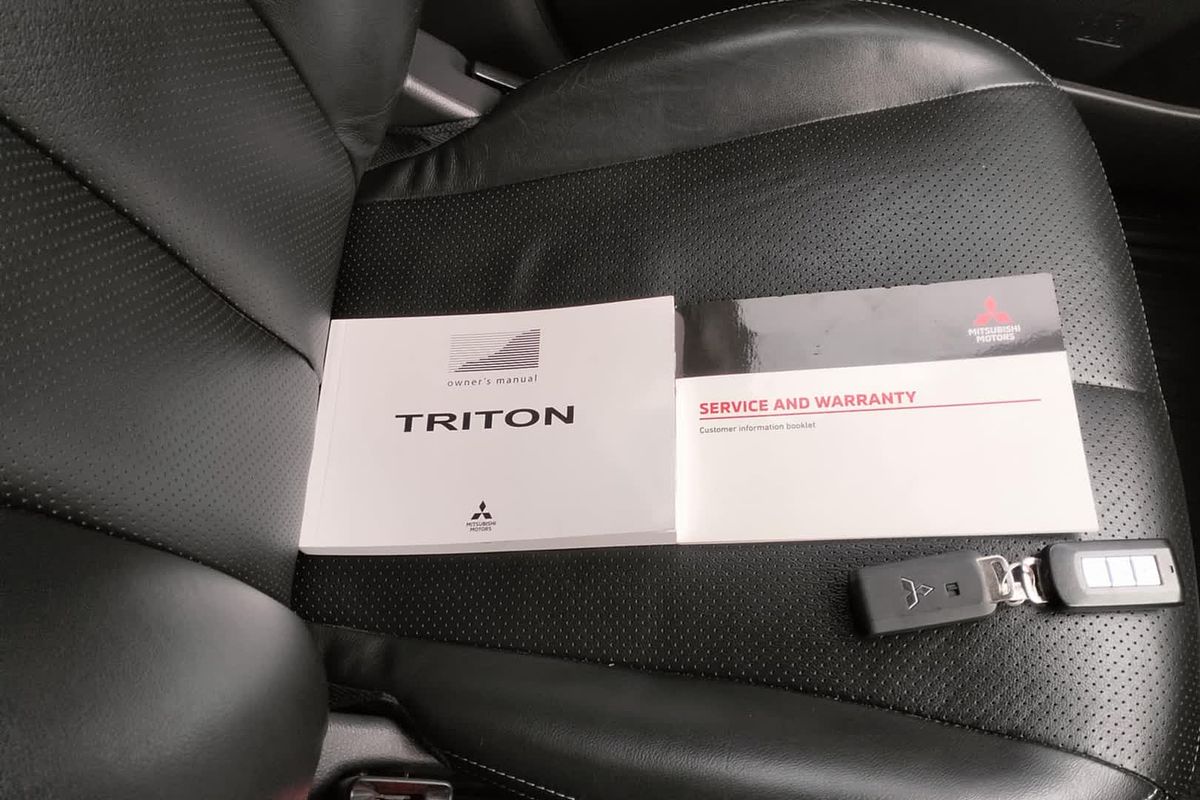 owner's manual
TRITON
MITSUBISHI
MOTORS
MITSUBISHI
MOTORS
SERVICE AND WARRANTY
Customer information booklet